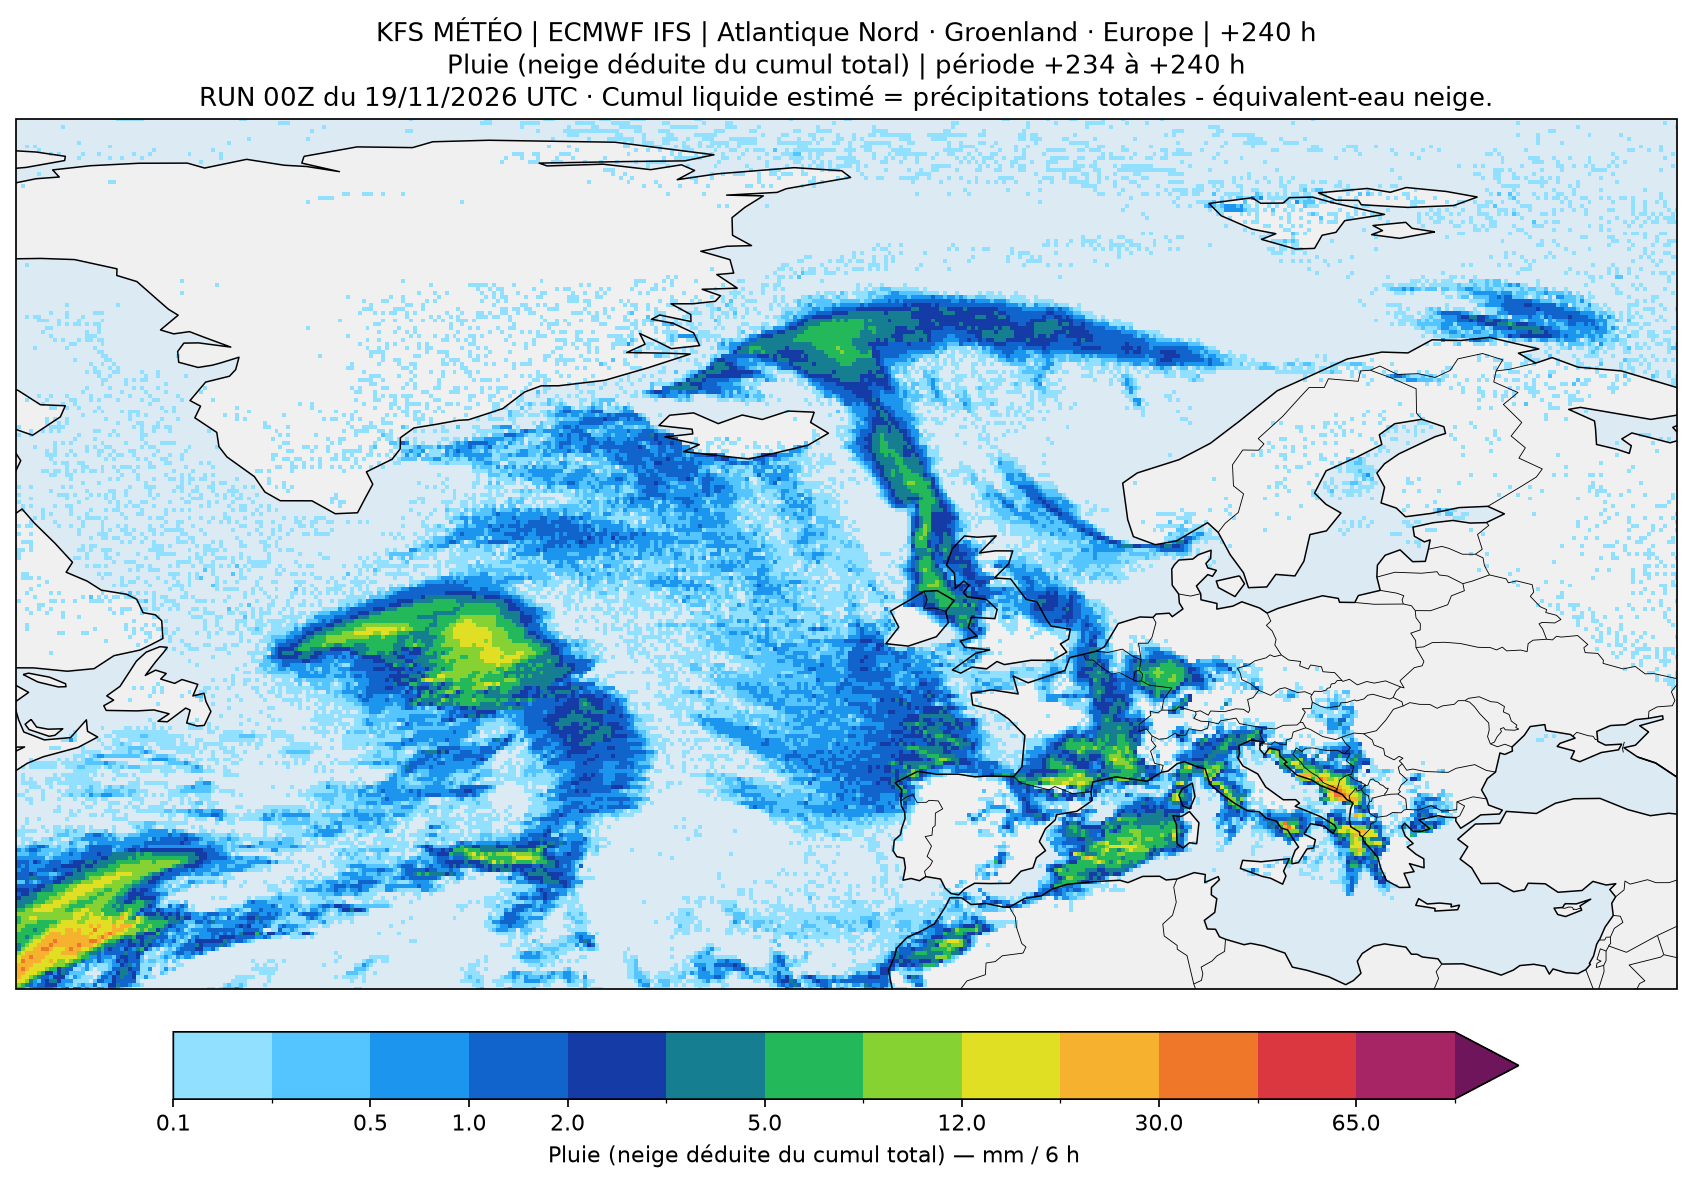 KFS MÉTÉO | ECMWF IFS | Atlantique Nord · Groenland · Europe | +240 h
Pluie (neige déduite du cumul total) | période +234 à +240 h
RUN 00Z du 19/11/2026 UTC · Cumul liquide estimé = précipitations totales - équivalent-eau neige.
0.1 0.5 1.0 2.0 5.0 12.0 30.0 65.0
Pluie (neige déduite du cumul total) — mm / 6 h